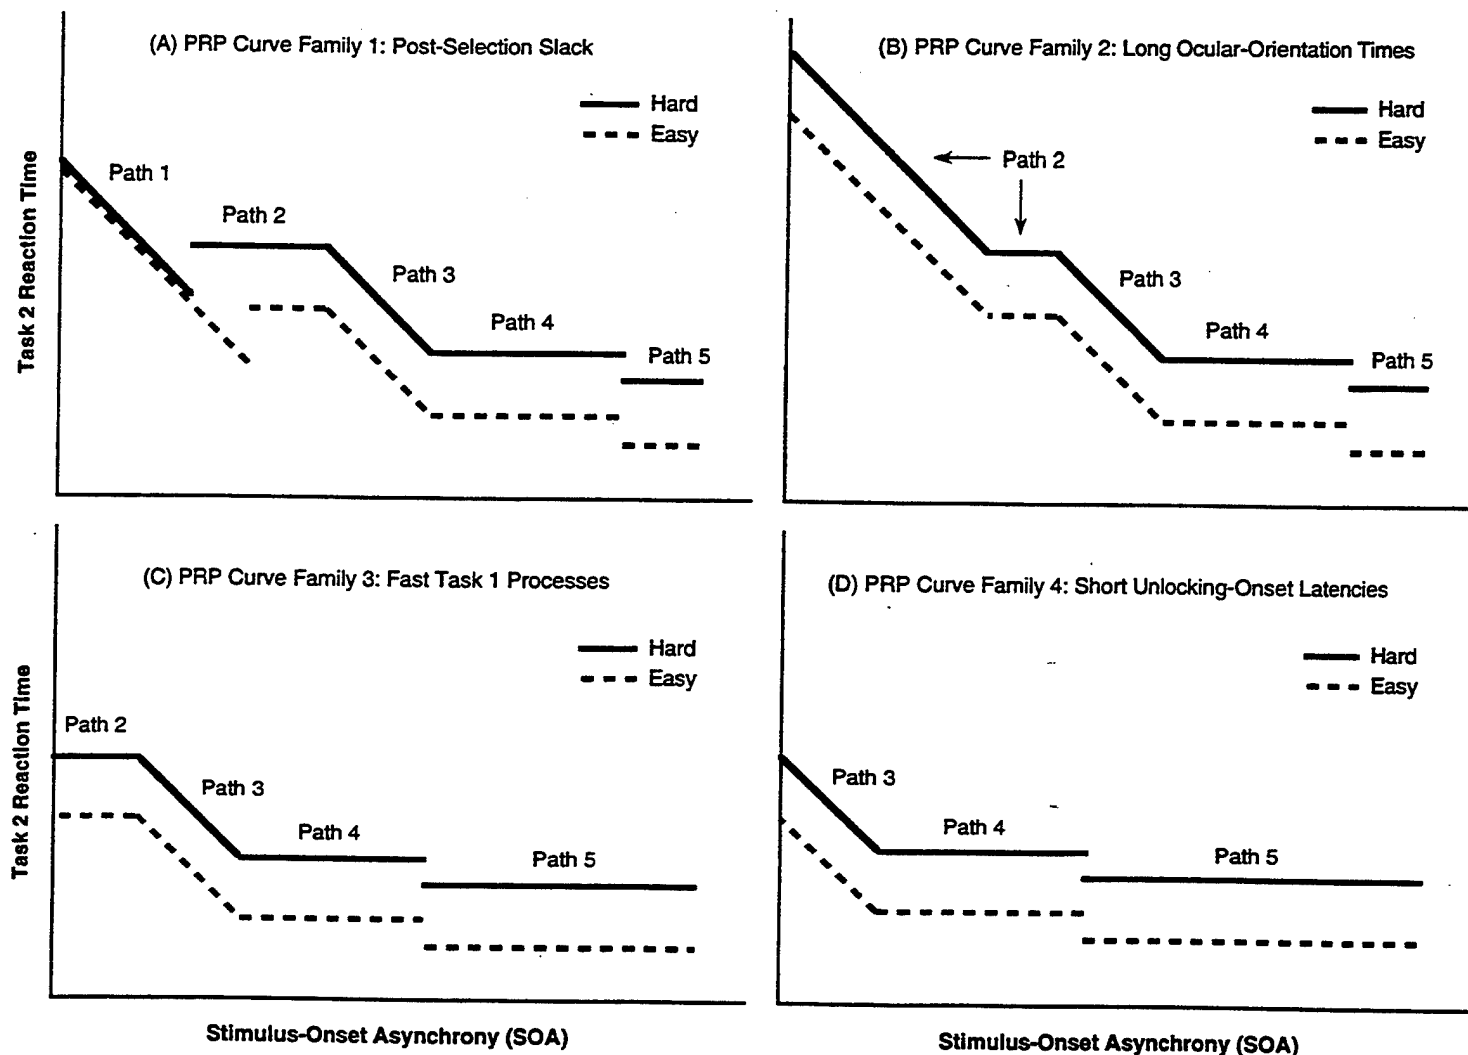 (A) PRP Curve Family 1: Post-Selection Slack
Hard
Easy
Path 1
Path 2
Path 3
Path 4
Path 5
Task 2 Reaction Time
(B) PRP Curve Family 2: Long Ocular-Orientation Times
Hard
Easy
Path 2
Path 3
Path 4
Path 5
(C) PRP Curve Family 3: Fast Task 1 Processes
Hard
Easy
Path 2
Path 3
Path 4
Path 5
Task 2 Reaction Time
Stimulus-Onset Asynchrony (SOA)
(D) PRP Curve Family 4: Short Unlocking-Onset Latencies
Hard
Easy
Path 3
Path 4
Path 5
Stimulus-Onset Asynchrony (SOA)